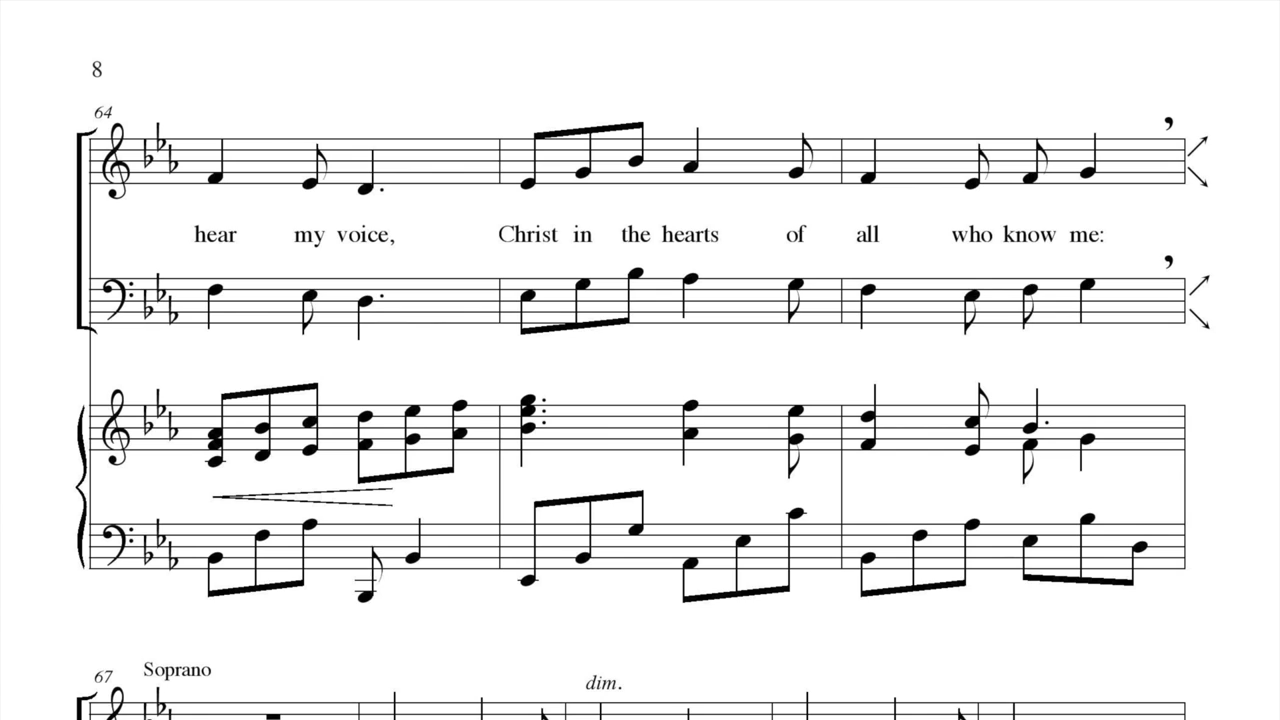 8
64
hear my voice, Christ in the hearts of all who know me:
67
Soprano
dim.